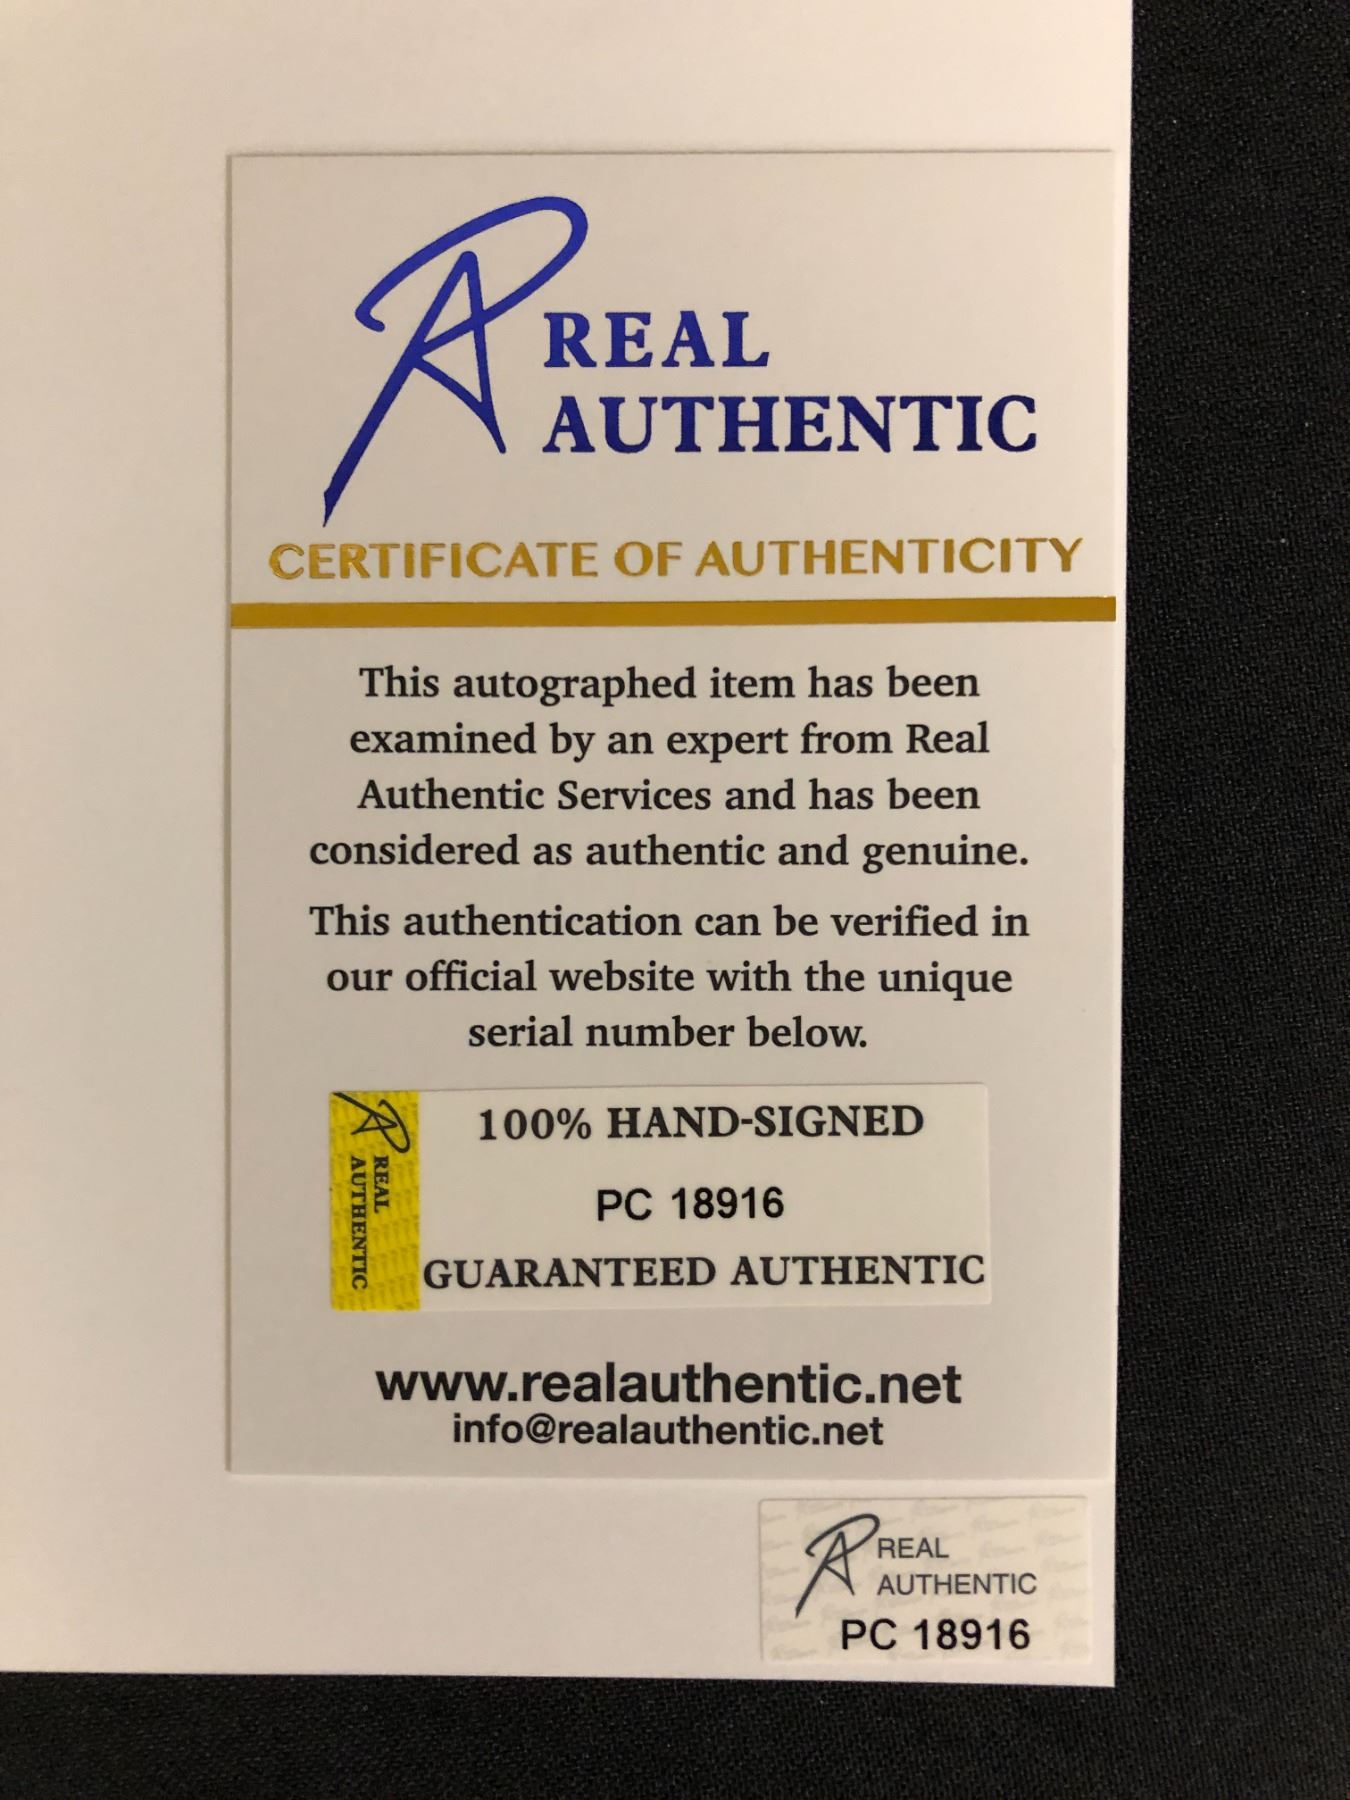 REAL
AUTHENTIC
CERTIFICATE OF AUTHENTICITY
This autographed item has been
examined by an expert from Real
Authentic Services and has been
considered as authentic and genuine.
This authentication can be verified in
our official website with the unique
serial number below.
REAL
AUTHENTIC
100% HAND-SIGNED
PC 18916
GUARANTEED AUTHENTIC
www.realauthentic.net
info@realauthentic.net
REAL
AUTHENTIC
PC 18916